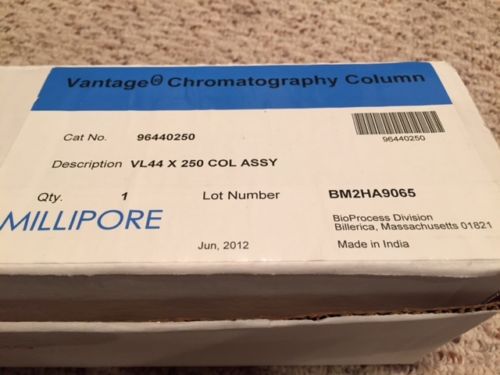 Vantage® Chromatography Column
Cat No. 96440250
96440250
Description VL44 X 250 COL ASSY
Qty. 1 Lot Number BM2HA9065
MILLIPORE
BioProcess Division
Billerica, Massachusetts 01821
Jun, 2012 Made in India